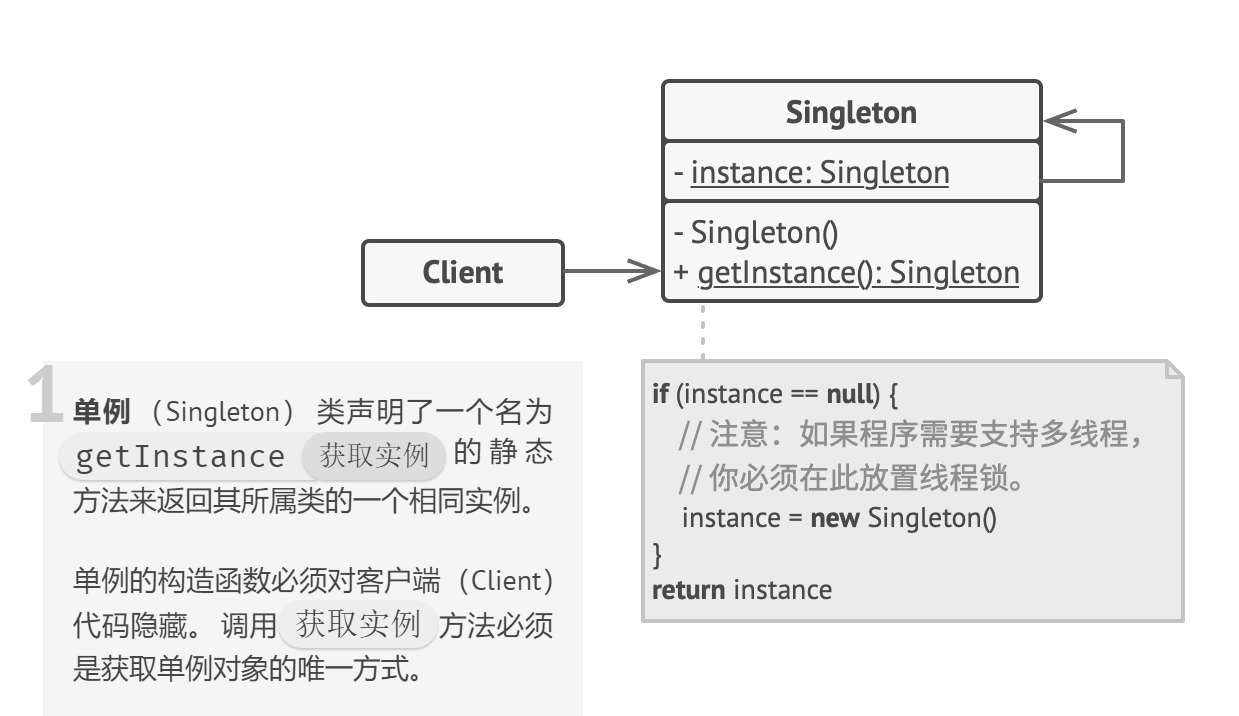 Singleton
- instance: Singleton
- Singleton()
+ getInstance(): Singleton
Client
1
单例 （Singleton） 类声明了一个名为
getInstance 获取实例 的静态
方法来返回其所属类的一个相同实例。
单例的构造函数必须对客户端 （Client）
代码隐藏。 调用 获取实例 方法必须
是获取单例对象的唯一方式。
if (instance == null) {
// 注意：如果程序需要支持多线程，
// 你必须在此放置线程锁。
instance = new Singleton()
}
return instance